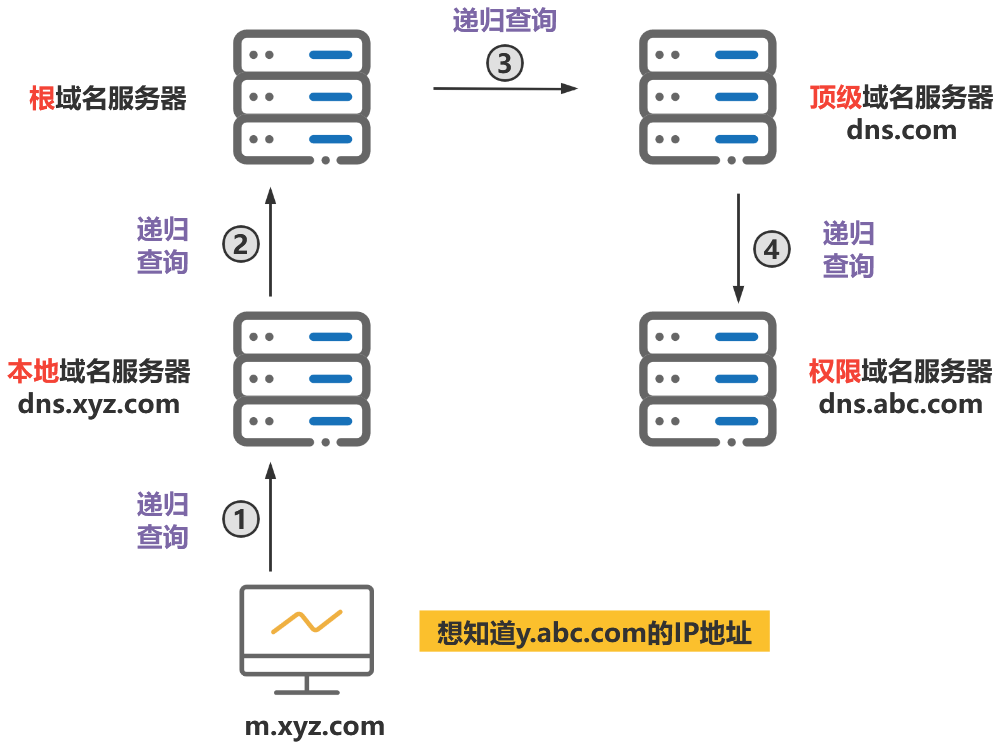 递归查询
③
根域名服务器
顶级域名服务器
dns.com
递归
查询
②
④
递归
查询
本地域名服务器
dns.xyz.com
权限域名服务器
dns.abc.com
递归
查询
①
想知道y.abc.com的IP地址
m.xyz.com